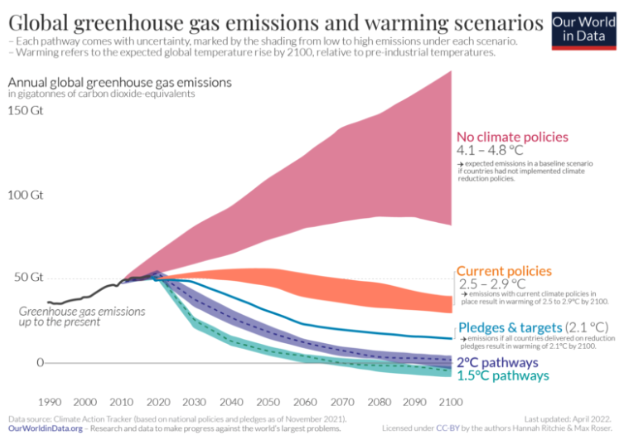 Global greenhouse gas emissions and warming scenarios
Our World
in Data
– Each pathway comes with uncertainty, marked by the shading from low to high emissions under each scenario.
– Warming refers to the expected global temperature rise by 2100, relative to pre-industrial temperatures.
Annual global greenhouse gas emissions
in gigatonnes of carbon dioxide-equivalents
150 Gt
No climate policies
4.1 – 4.8 °C
→ expected emissions in a baseline scenario
if countries had not implemented climate
reduction policies.
100 Gt
50 Gt
Current policies
2.5 – 2.9 °C
→ emissions with current climate policies in
place result in warming of 2.5 to 2.9°C by 2100.
Greenhouse gas emissions
up to the present
Pledges & targets (2.1 °C)
→ emissions if all countries delivered on reduction
pledges result in warming of 2.1°C by 2100.
2°C pathways
1.5°C pathways
0
1990 2000 2010 2020 2030 2040 2050 2060 2070 2080 2090 2100
Data source: Climate Action Tracker (based on national policies and pledges as of November 2021).
Last updated: April 2022.
OurWorldinData.org – Research and data to make progress against the world's largest problems.
Licensed under CC-BY by the authors Hannah Ritchie & Max Roser.